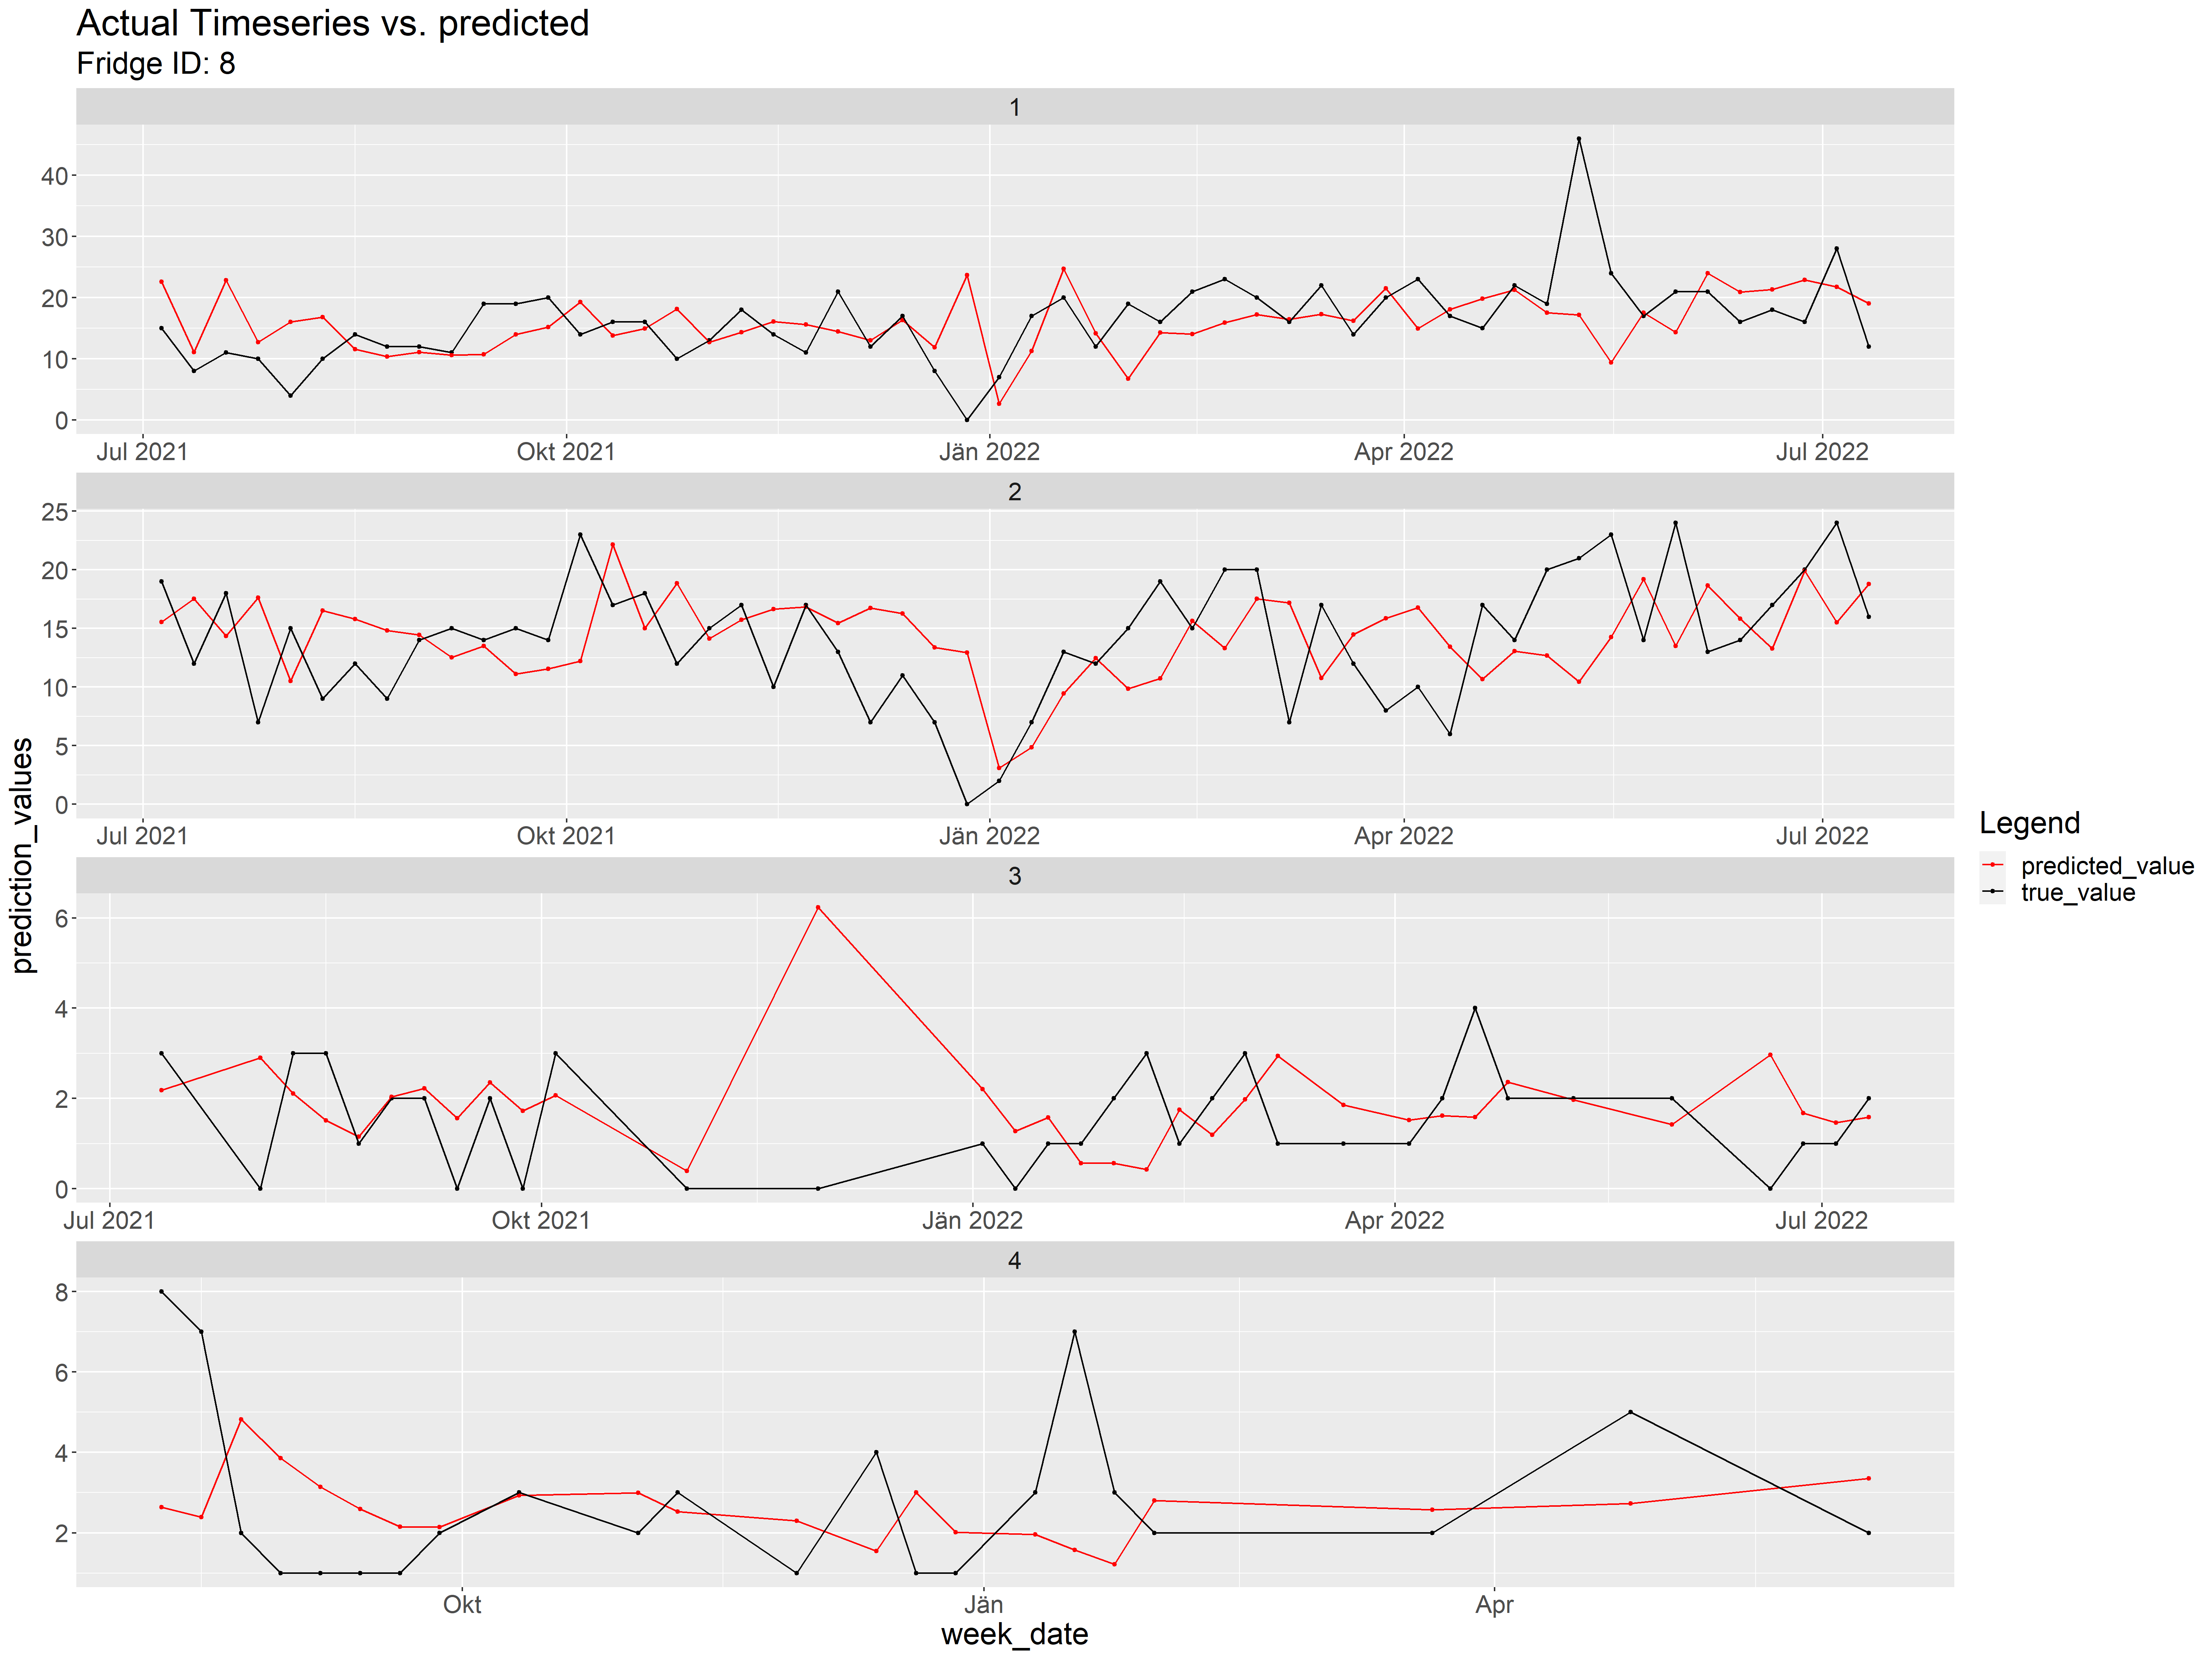 Actual Timeseries vs. predicted
Fridge ID: 8
1
40
30
20
10
0
Jul 2021 Okt 2021 Jän 2022 Apr 2022 Jul 2022
2
25
20
15
10
5
0
Jul 2021 Okt 2021 Jän 2022 Apr 2022 Jul 2022
3
6
4
2
0
Jul 2021 Okt 2021 Jän 2022 Apr 2022 Jul 2022
4
8
6
4
2
Okt Jän Apr
week_date
prediction_values
Legend
predicted_value
true_value